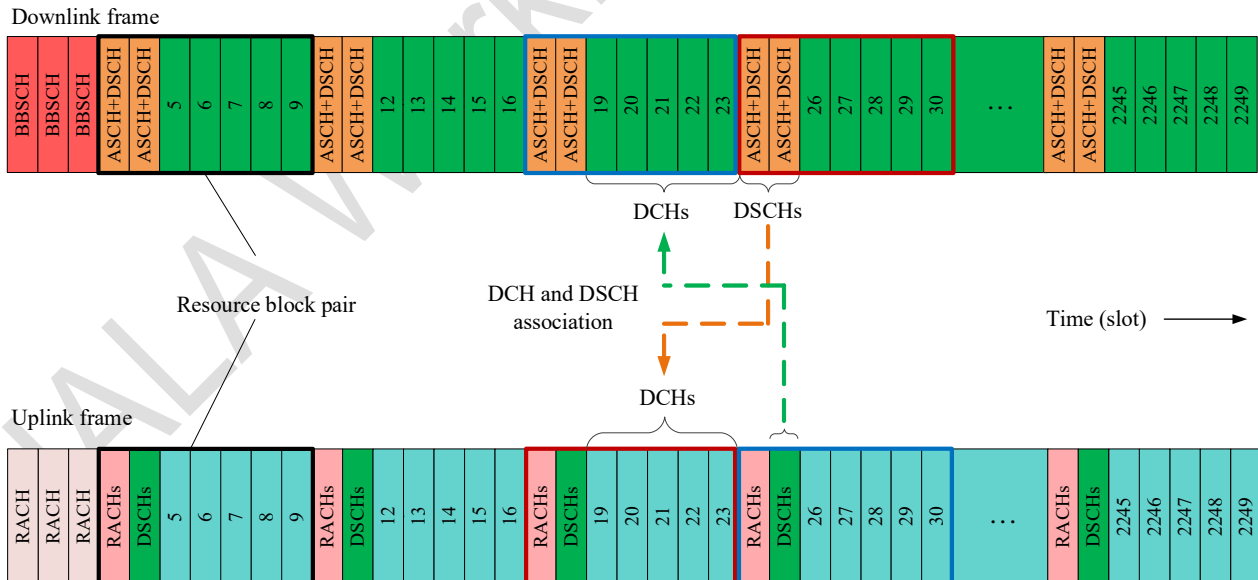 Downlink frame
BBSCH BBSCH BBSCH ASCH+DSCH ASCH+DSCH 5 6 7 8 9 ASCH+DSCH ASCH+DSCH 12 13 14 15 16 ASCH+DSCH ASCH+DSCH 19 20 21 22 23 ASCH+DSCH ASCH+DSCH 26 27 28 29 30 ... ASCH+DSCH ASCH+DSCH 2245 2246 2247 2248 2249
DCHs DSCHs
Resource block pair
DCH and DSCH
association
Time (slot)
DCHs
Uplink frame
RACH RACH RACH RACHs DSCHs 5 6 7 8 9 RACHs DSCHs 12 13 14 15 16 RACHs DSCHs 19 20 21 22 23 RACHs DSCHs 26 27 28 29 30 ... RACHs DSCHs 2245 2246 2247 2248 2249